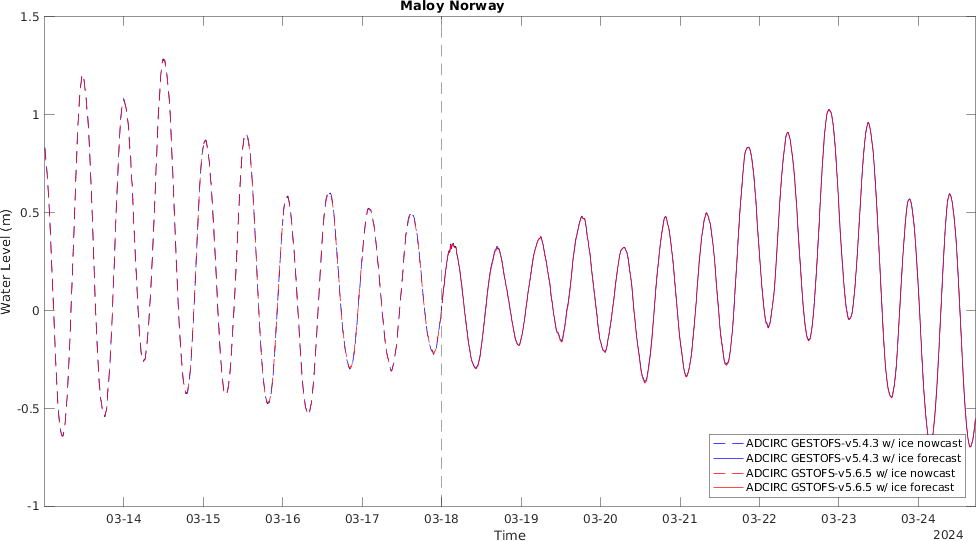 Maloy Norway
1.5
1
0.5
0
-0.5
-1
Water Level (m)
03-14 03-15 03-16 03-17 03-18 03-19 03-20 03-21 03-22 03-23 03-24
Time
2024
ADCIRC GESTOFS-v5.4.3 w/ ice nowcast
ADCIRC GESTOFS-v5.4.3 w/ ice forecast
ADCIRC GSTOFS-v5.6.5 w/ ice nowcast
ADCIRC GSTOFS-v5.6.5 w/ ice forecast